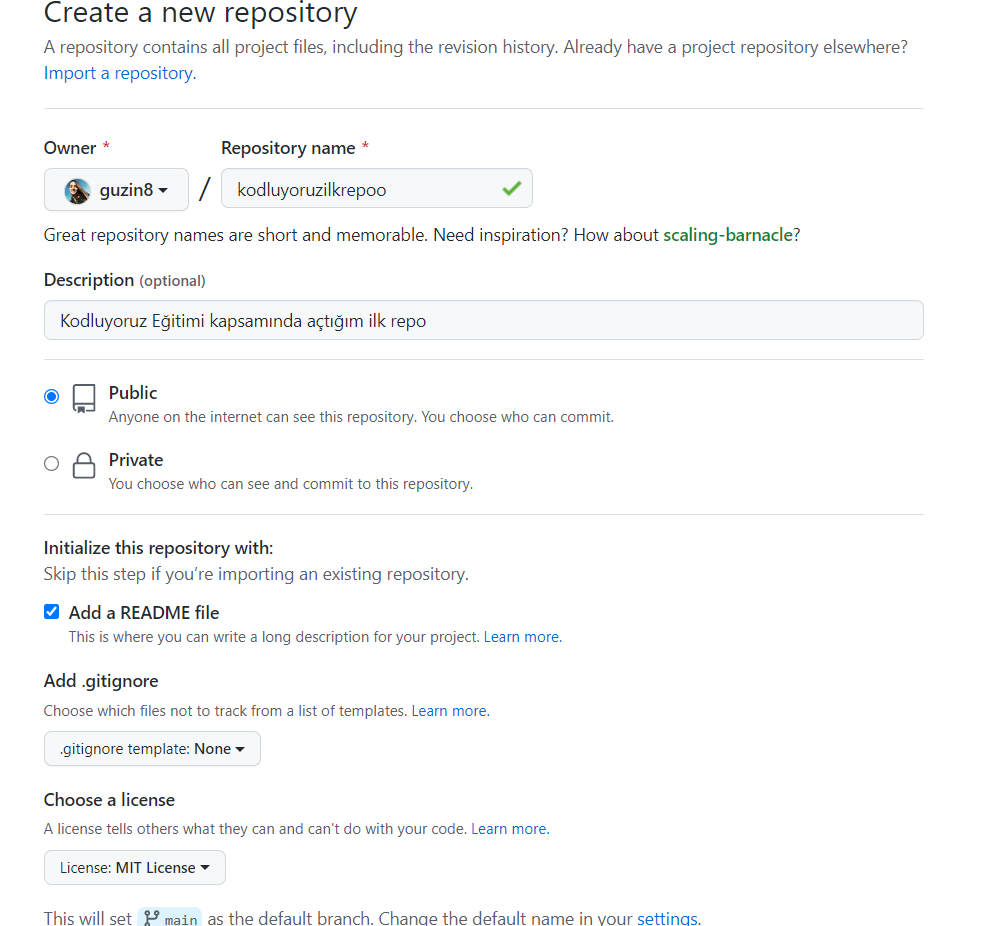 Create a new repository
A repository contains all project files, including the revision history. Already have a project repository elsewhere?
Import a repository.
Owner * Repository name *
guzin8 / kodluyoruzilkrepoo
Great repository names are short and memorable. Need inspiration? How about scaling-barnacle?
Description (optional)
Kodluyoruz Eğitimi kapsamında açtığım ilk repo
Public
Anyone on the internet can see this repository. You choose who can commit.
Private
You choose who can see and commit to this repository.
Initialize this repository with:
Skip this step if you’re importing an existing repository.
Add a README file
This is where you can write a long description for your project. Learn more.
Add .gitignore
Choose which files not to track from a list of templates. Learn more.
.gitignore template: None
Choose a license
A license tells others what they can and can't do with your code. Learn more.
License: MIT License
This will set main as the default branch. Change the default name in your settings.